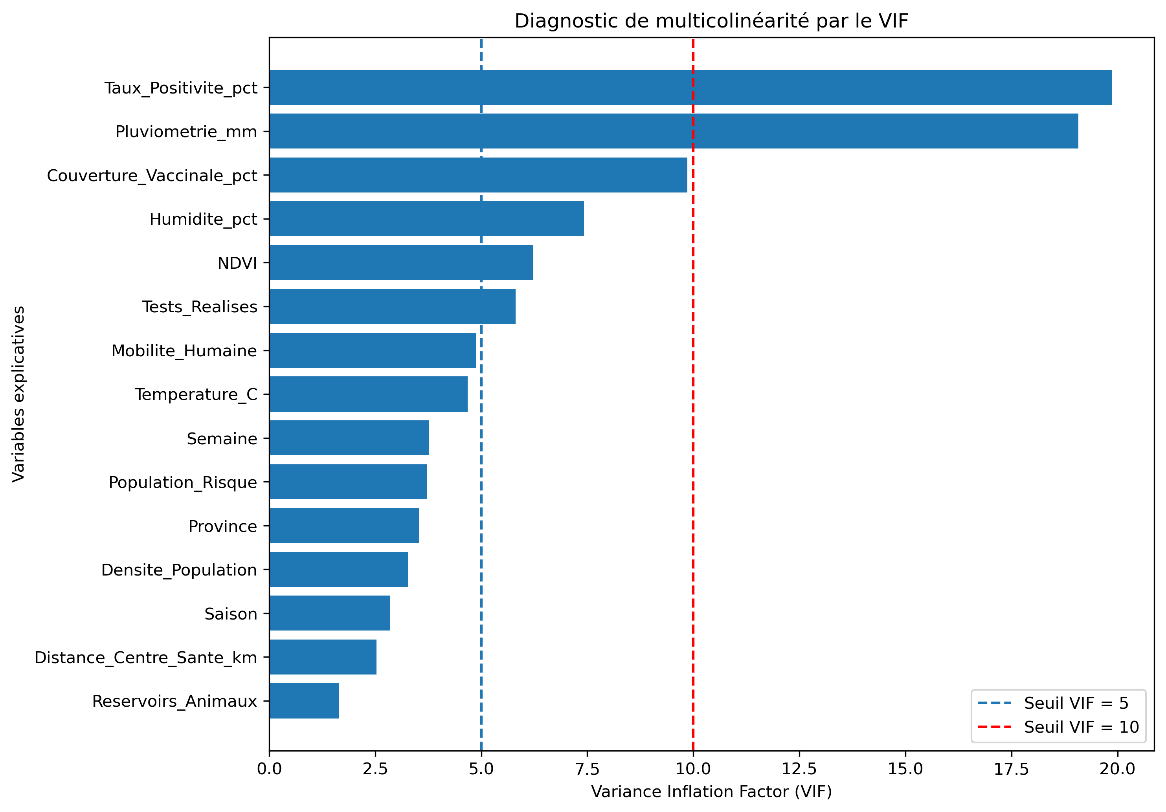 Diagnostic de multicolinéarité par le VIF
Variables explicatives
Taux_Positivite_pct
Pluviometrie_mm
Couverture_Vaccinale_pct
Humidite_pct
NDVI
Tests_Realises
Mobilite_Humaine
Temperature_C
Semaine
Population_Risque
Province
Densite_Population
Saison
Distance_Centre_Sante_km
Reservoirs_Animaux
Seuil VIF = 5
Seuil VIF = 10
0.0 2.5 5.0 7.5 10.0 12.5 15.0 17.5 20.0
Variance Inflation Factor (VIF)